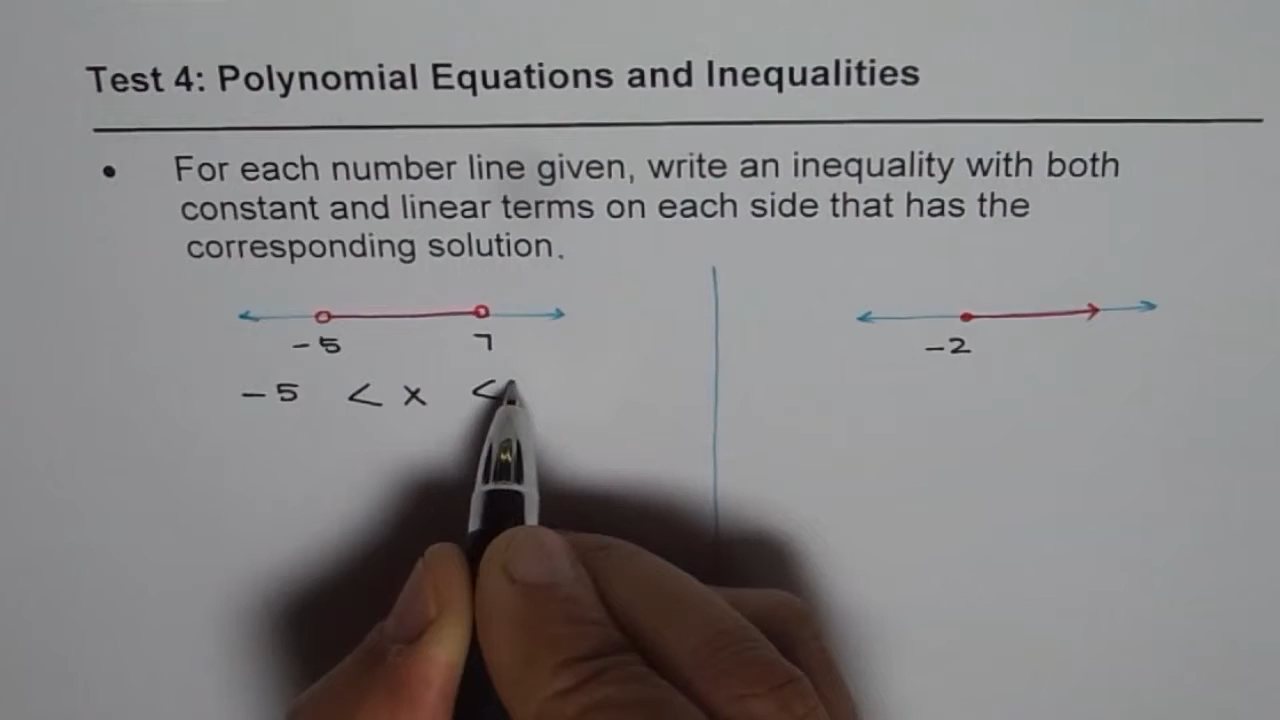 Test 4: Polynomial Equations and Inequalities
• For each number line given, write an inequality with both
constant and linear terms on each side that has the
corresponding solution.
-5 7
-5 < x <
-2